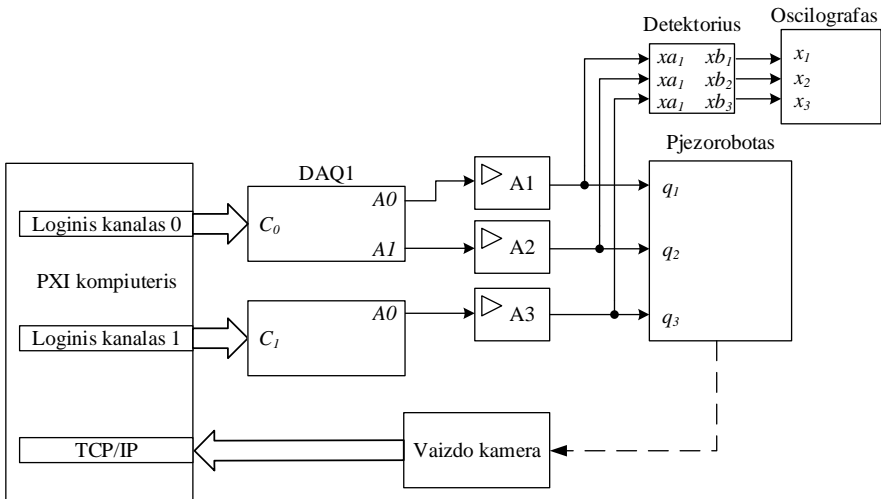 Detektorius
Oscilografas
xa1 xb1
xa1 xb2
xa1 xb3
x1
x2
x3
Pjezorobotas
q1
q2
q3
DAQ1
C0
A0
A1
A1
A2
A3
C1
A0
Loginis kanalas 0
PXI kompiuteris
Loginis kanalas 1
TCP/IP
Vaizdo kamera